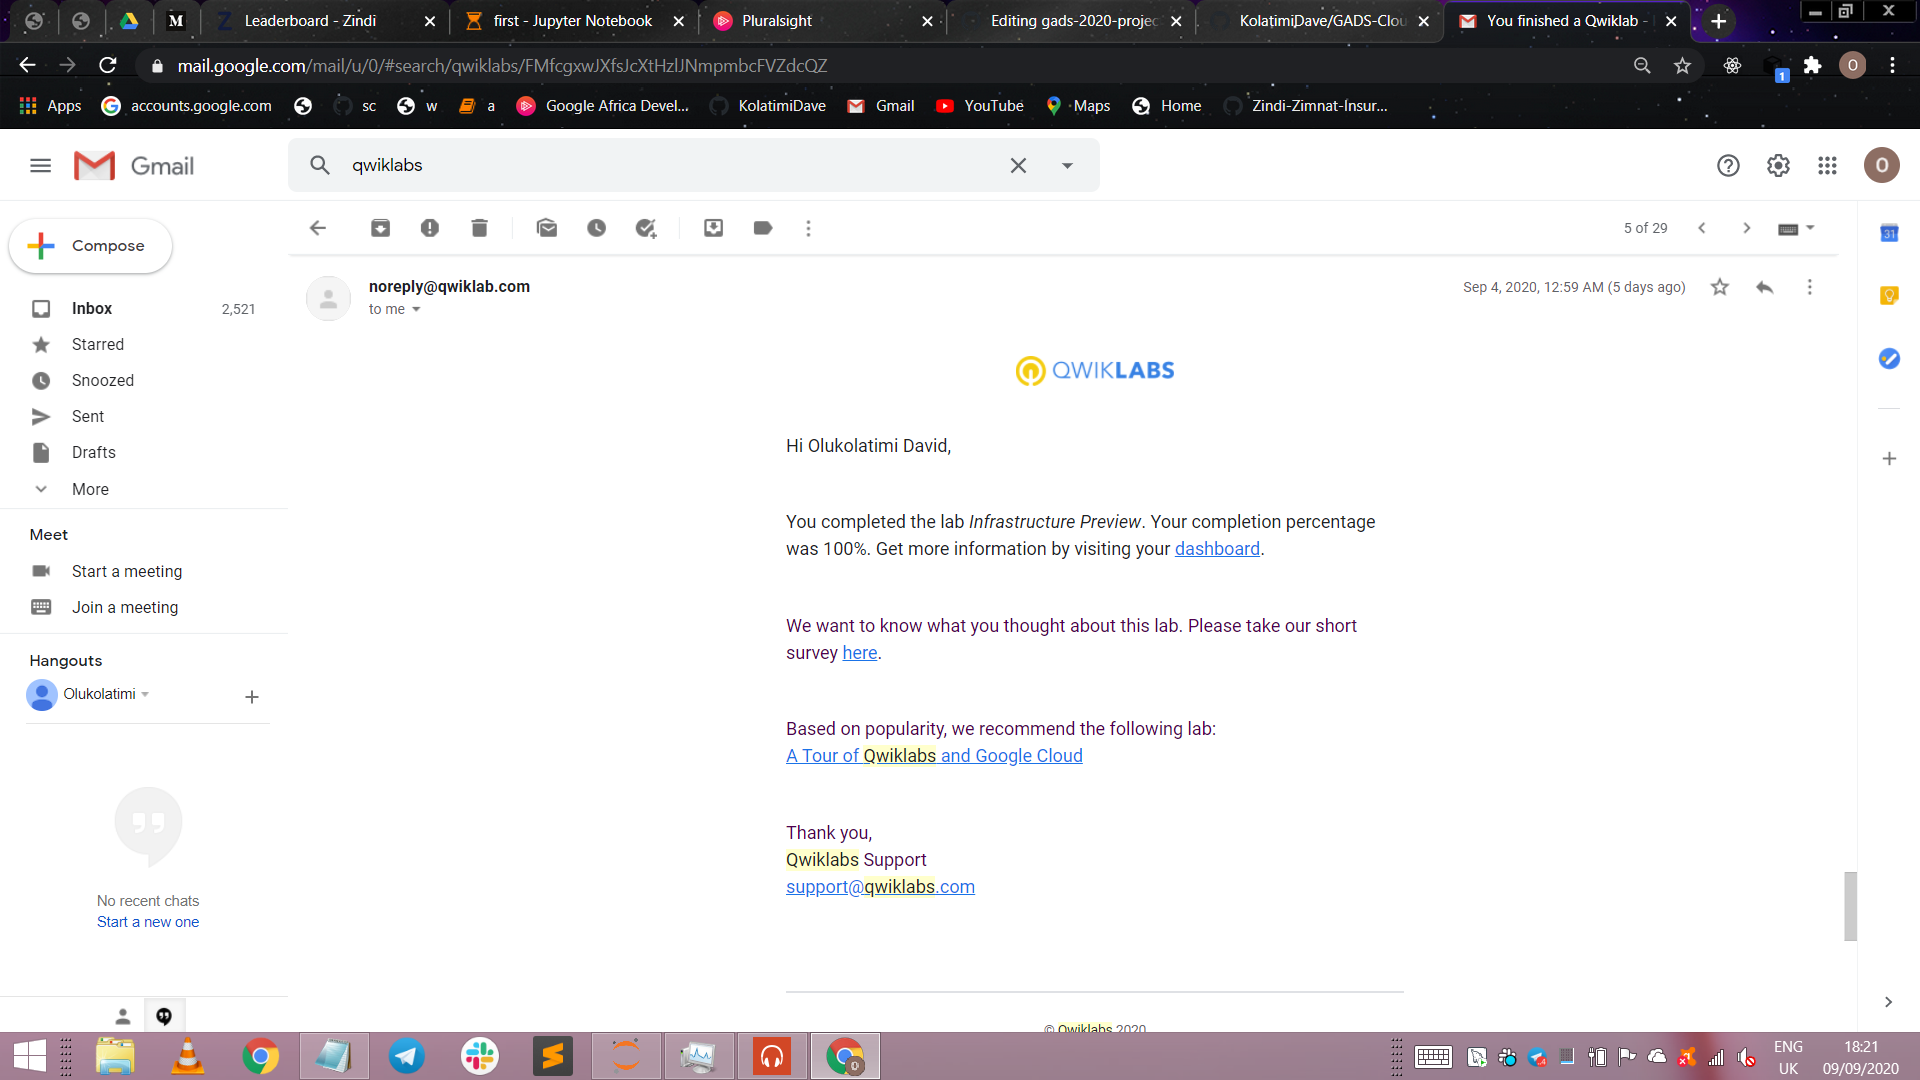 Leaderboard - Zindi
first - Jupyter Notebook
Pluralsight
Editing gads-2020-projec
KolatimiDave/GADS-Clou
You finished a Qwiklab -
mail.google.com/mail/u/0/#search/qwiklabs/FMfcgxwJXfsJcXtHzlJNmpmbcFVZdcQZ
O
1
Apps
accounts.google.com
sc
w
a
Google Africa Devel...
KolatimiDave
Gmail
YouTube
Maps
Home
Zindi-Zimnat-Insur...
Gmail
qwiklabs
O
Compose
5 of 29
31
Inbox
2,521
Starred
Snoozed
Sent
Drafts
More
Meet
Start a meeting
Join a meeting
Hangouts
Olukolatimi
No recent chats
Start a new one
noreply@qwiklab.com
Sep 4, 2020, 12:59 AM (5 days ago)
to me
QWIKLABS
Hi Olukolatimi David,
You completed the lab Infrastructure Preview. Your completion percentage
was 100%. Get more information by visiting your dashboard.
We want to know what you thought about this lab. Please take our short
survey here.
Based on popularity, we recommend the following lab:
A Tour of Qwiklabs and Google Cloud
Thank you,
Qwiklabs Support
support@qwiklabs.com
© Qwiklabs 2020
ENG
UK
18:21
09/09/2020